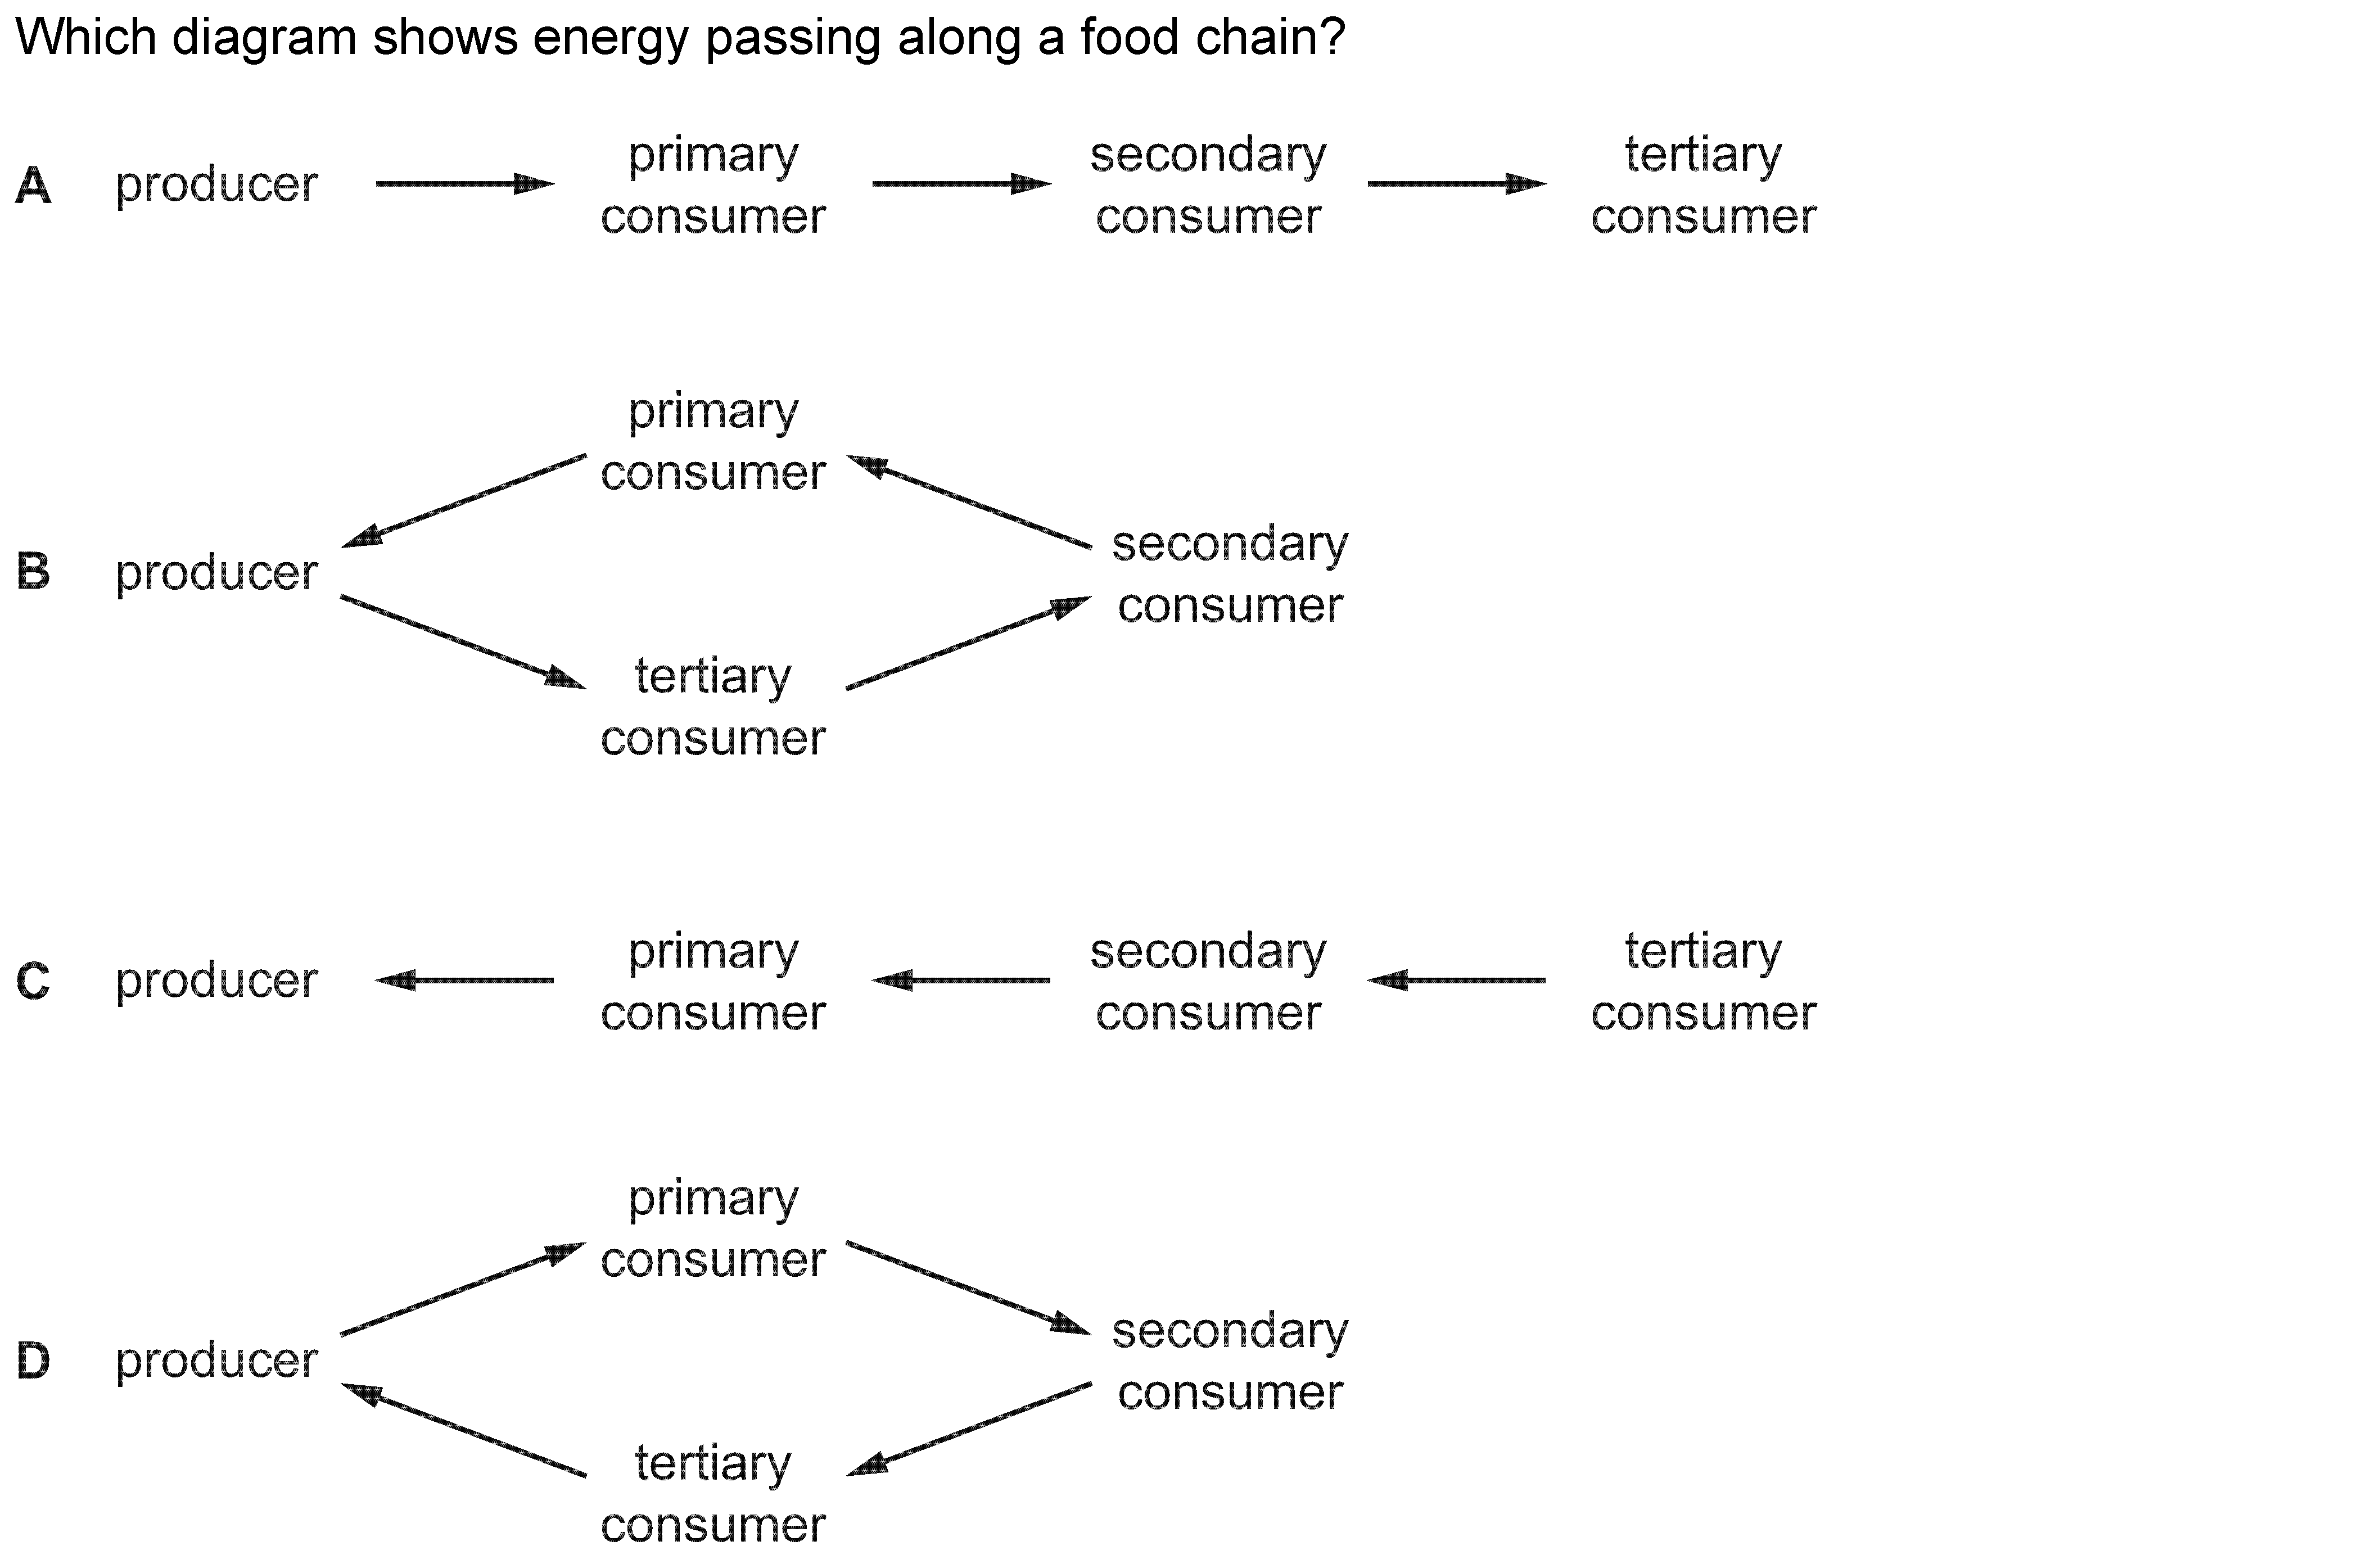 Which diagram shows energy passing along a food chain?
A producer primary consumer secondary consumer tertiary consumer
primary consumer
B producer secondary consumer
tertiary consumer
C producer primary consumer secondary consumer tertiary consumer
primary consumer
D producer secondary consumer
tertiary consumer